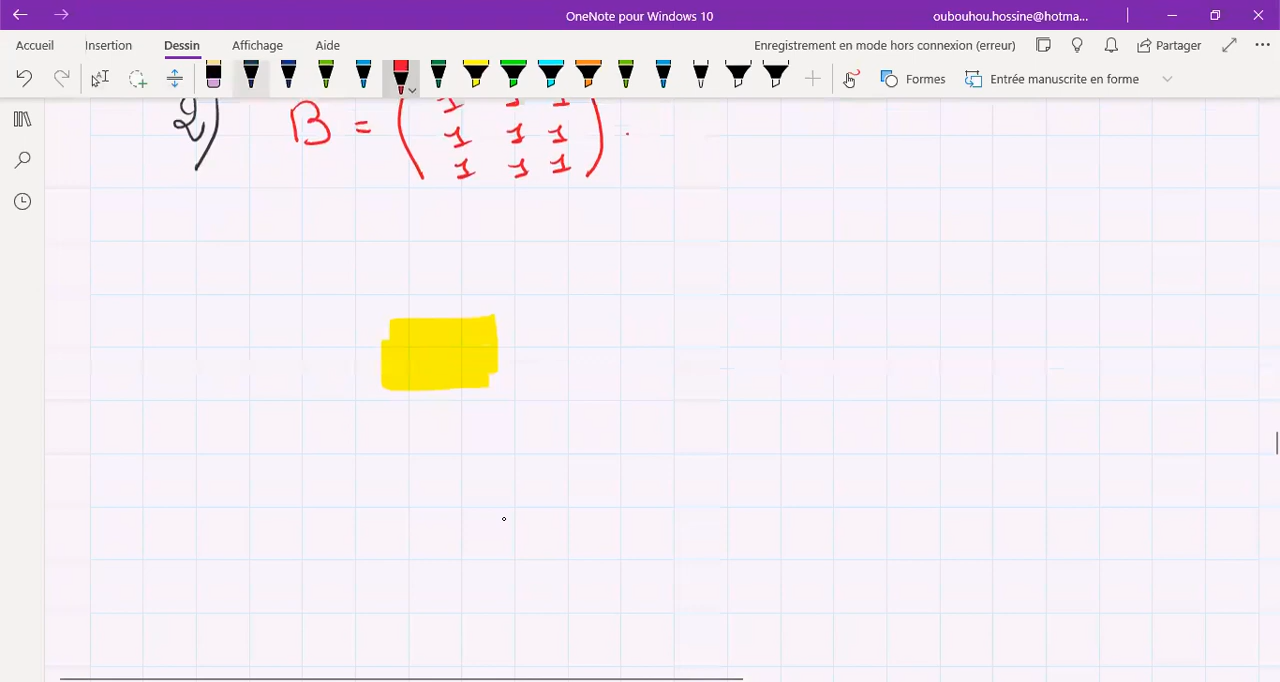 OneNote pour Windows 10
oubouhou.hossine@hotma...
Accueil Insertion Dessin Affichage Aide
Enregistrement en mode hors connexion (erreur)
Partager
Formes
Entrée manuscrite en forme
1 1 1
2) B = ( 1 1 1 ) .
1 1 1